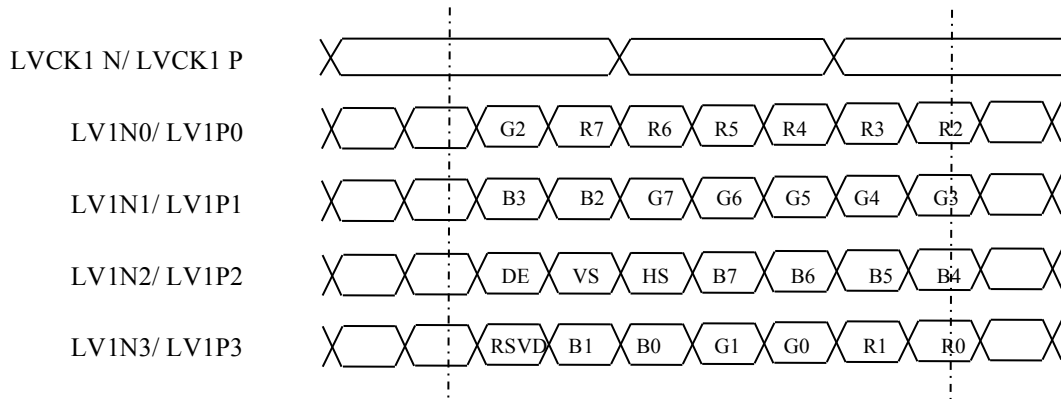 LVCK1 N/ LVCK1 P
LV1N0/ LV1P0 G2 R7 R6 R5 R4 R3 R2
LV1N1/ LV1P1 B3 B2 G7 G6 G5 G4 G3
LV1N2/ LV1P2 DE VS HS B7 B6 B5 B4
LV1N3/ LV1P3 RSVD B1 B0 G1 G0 R1 R0